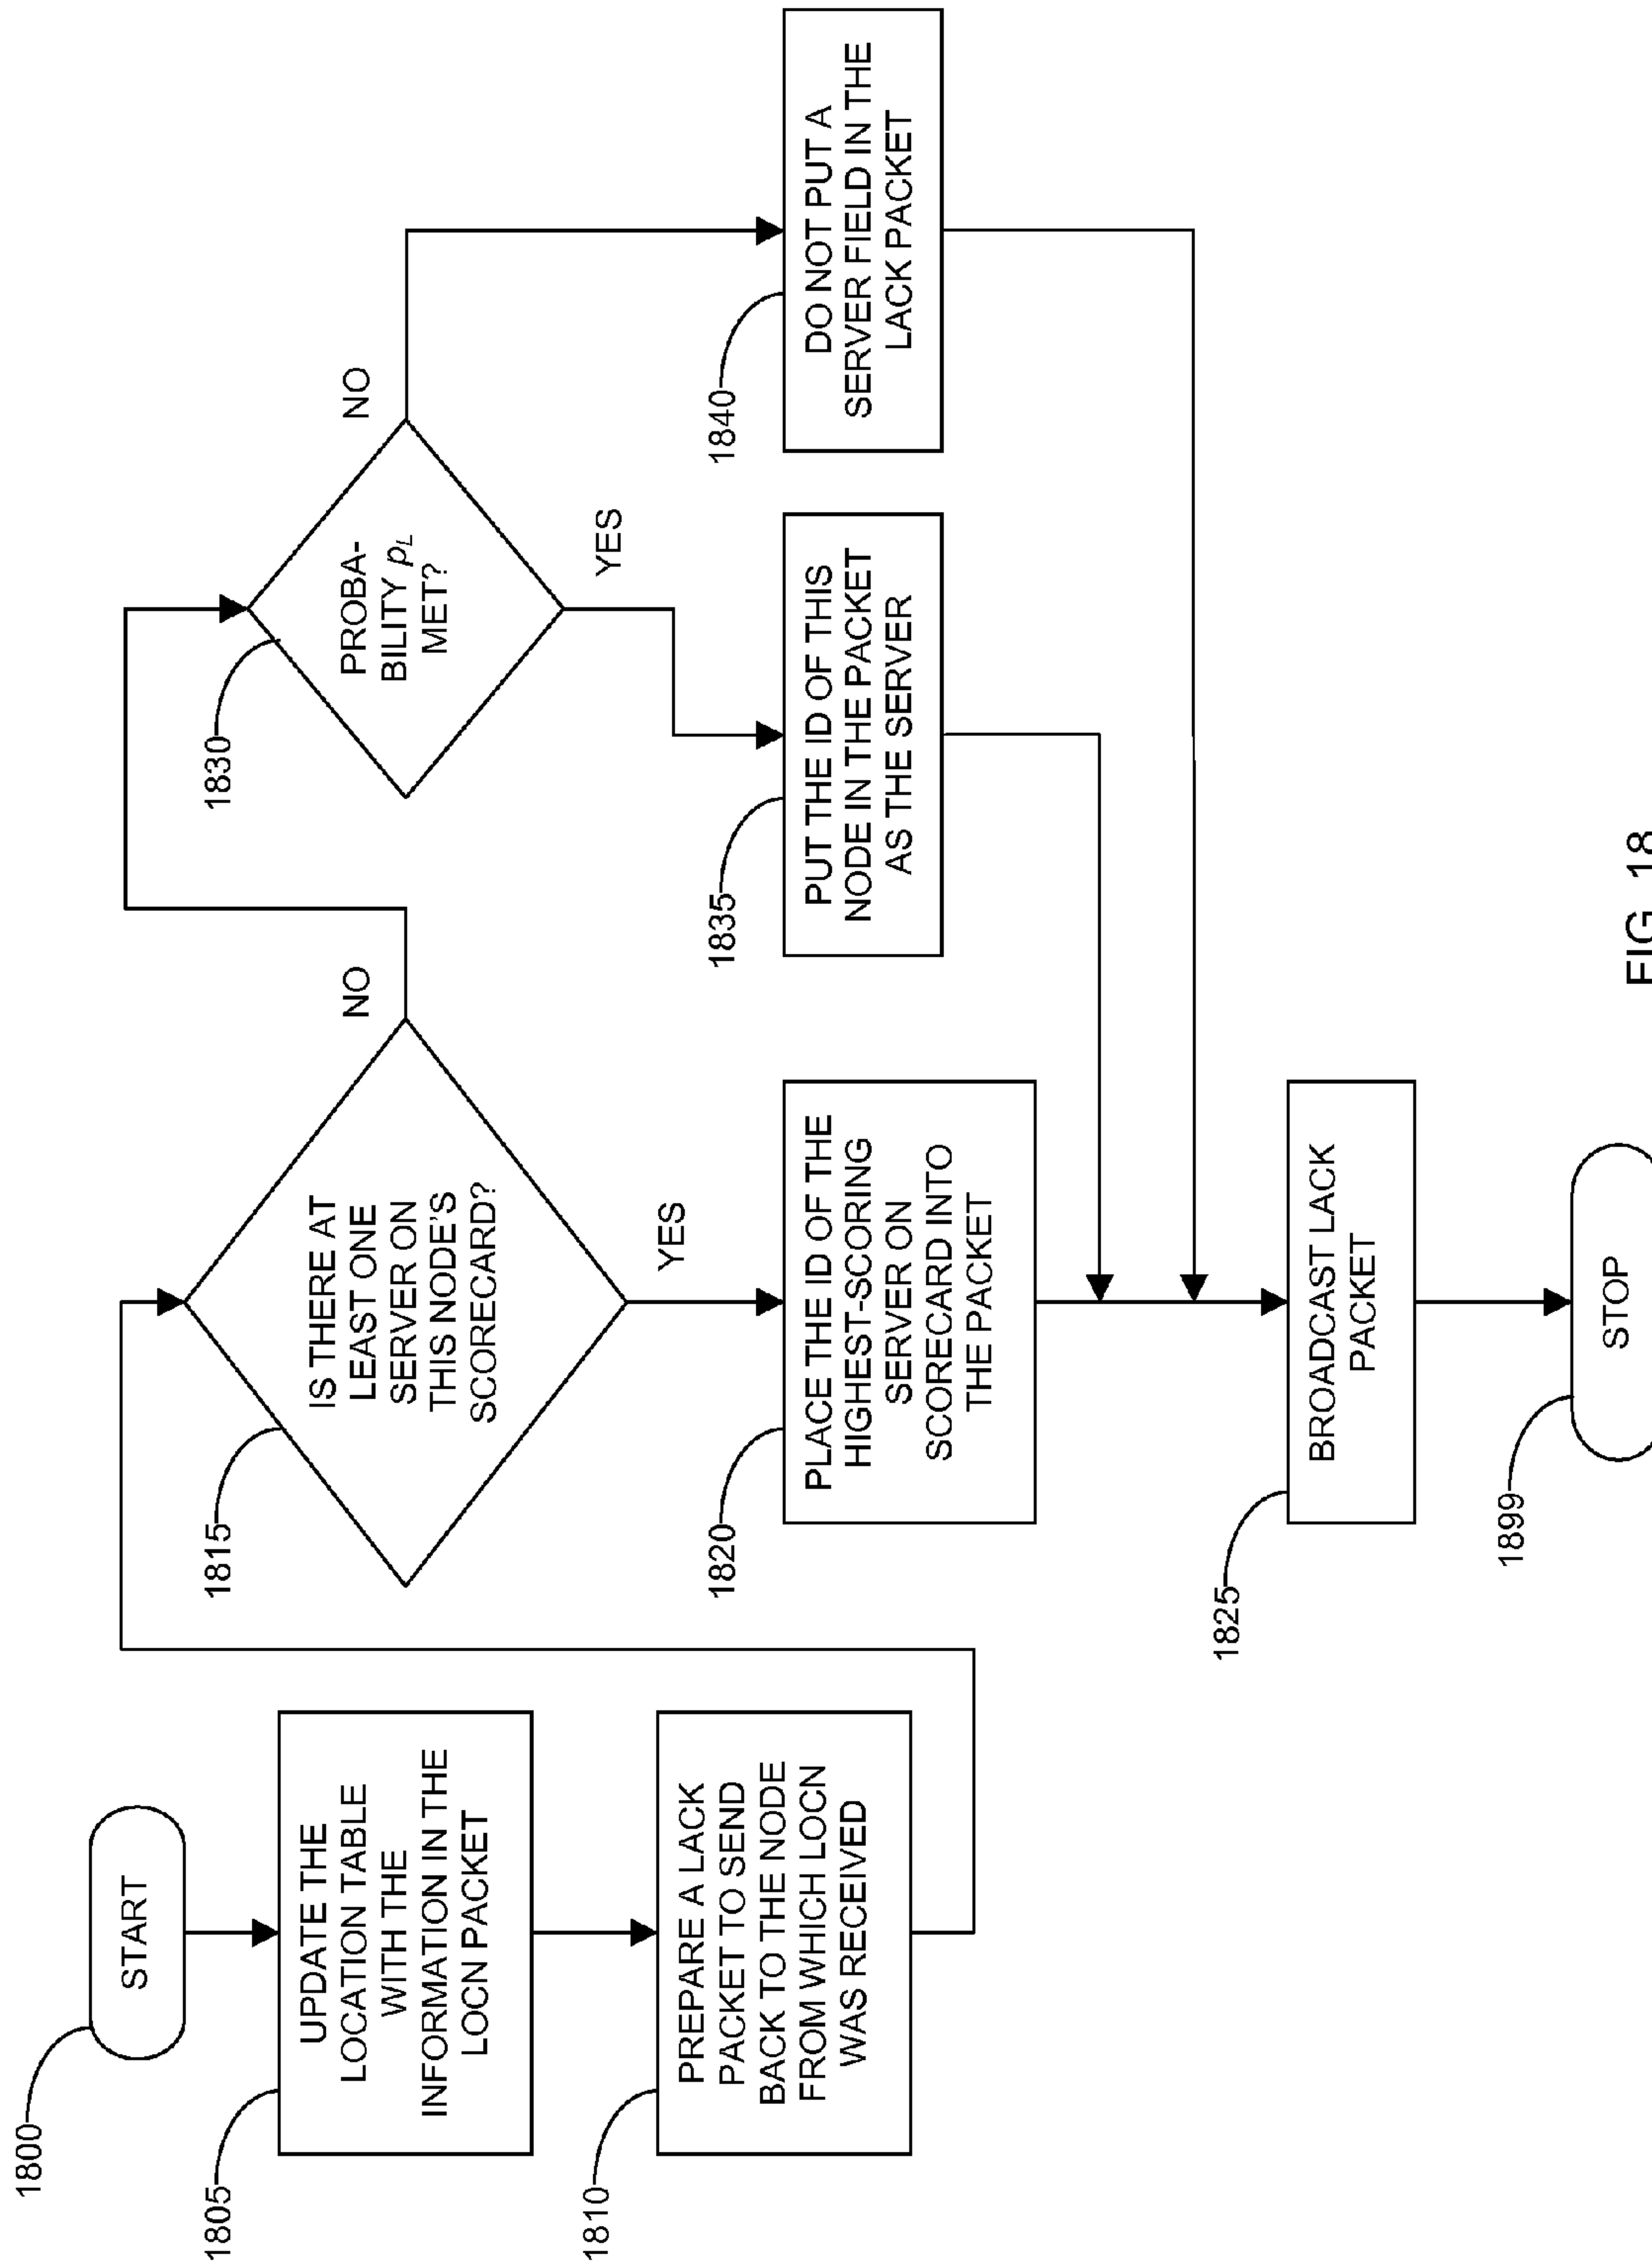 1800
START
1805
UPDATE THE
LOCATION TABLE
WITH THE
INFORMATION IN THE
LOCN PACKET
1810
PREPARE A LACK
PACKET TO SEND
BACK TO THE NODE
FROM WHICH LOCN
WAS RECEIVED
1815
IS THERE AT
LEAST ONE
SERVER ON
THIS NODE'S
SCORECARD?
NO
YES
1820
PLACE THE ID OF THE
HIGHEST-SCORING
SERVER ON
SCORECARD INTO
THE PACKET
1825
BROADCAST LACK
PACKET
1899
STOP
1830
PROBA-
BILITY pL
MET?
NO
YES
1835
PUT THE ID OF THIS
NODE IN THE PACKET
AS THE SERVER
1840
DO NOT PUT A
SERVER FIELD IN THE
LACK PACKET
FIG. 18